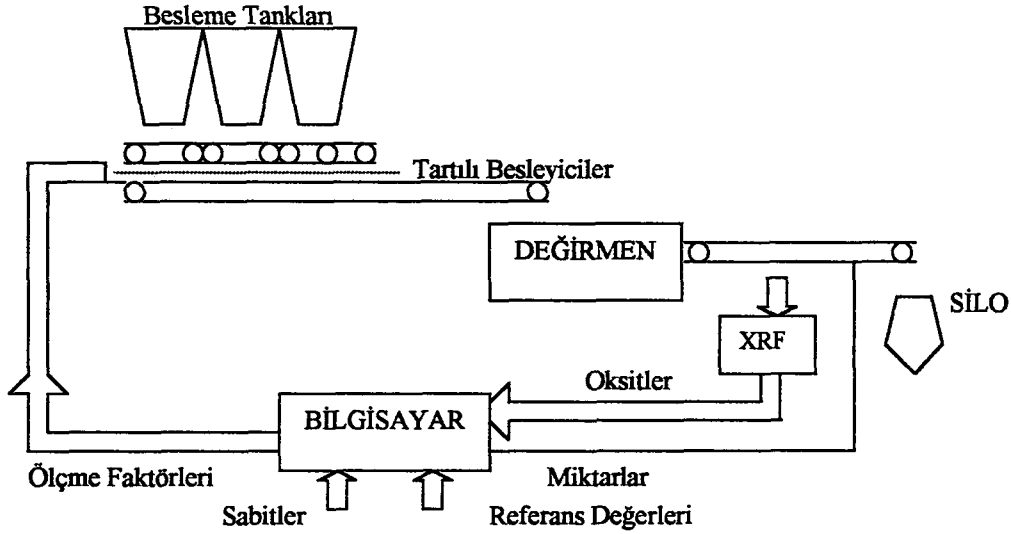 Besleme Tankları
Tartılı Besleyiciler
DEĞİRMEN
SİLO
XRF
Oksitler
BİLGİSAYAR
Ölçme Faktörleri
Miktarlar
Sabitler
Referans Değerleri